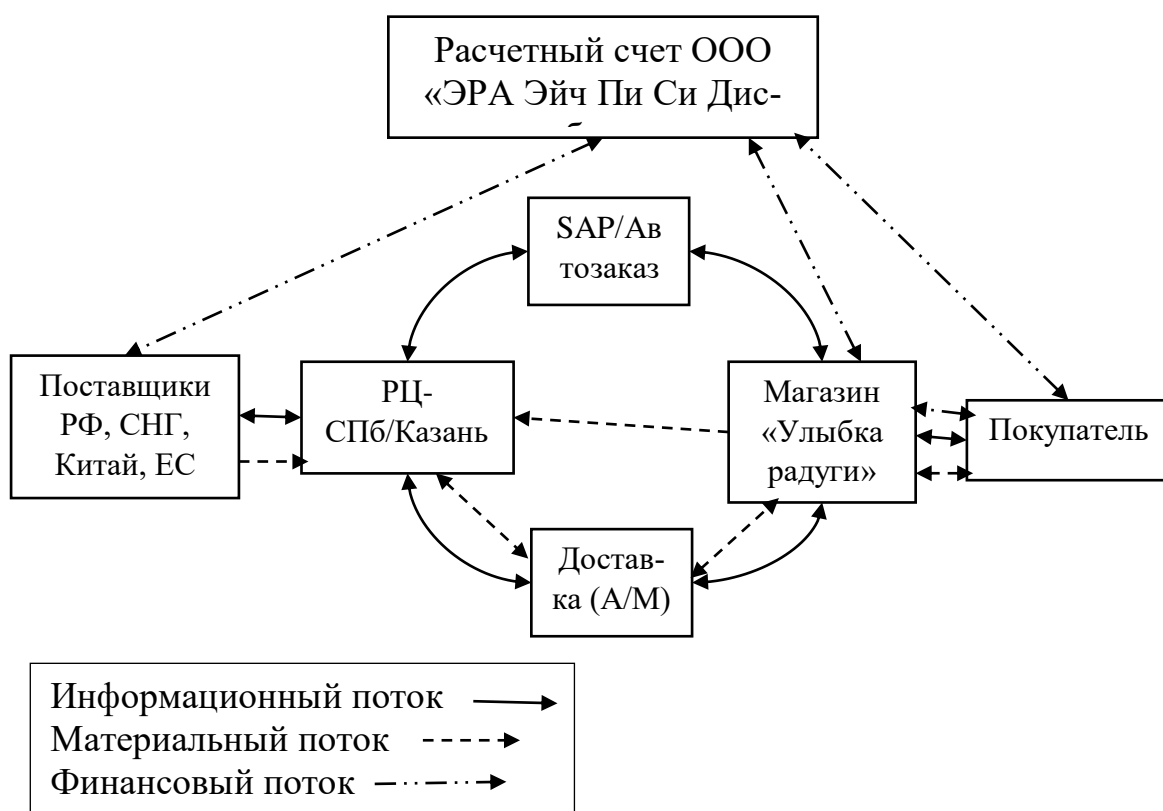 Расчетный счет ООО
«ЭРА Эйч Пи Си Дис-
SAP/Ав
тозаказ
Поставщики
РФ, СНГ,
Китай, ЕС
РЦ-
СПб/Казань
Магазин
«Улыбка
радуги»
Покупатель
Достав-
ка (А/М)
Информационный поток
Материальный поток
Финансовый поток